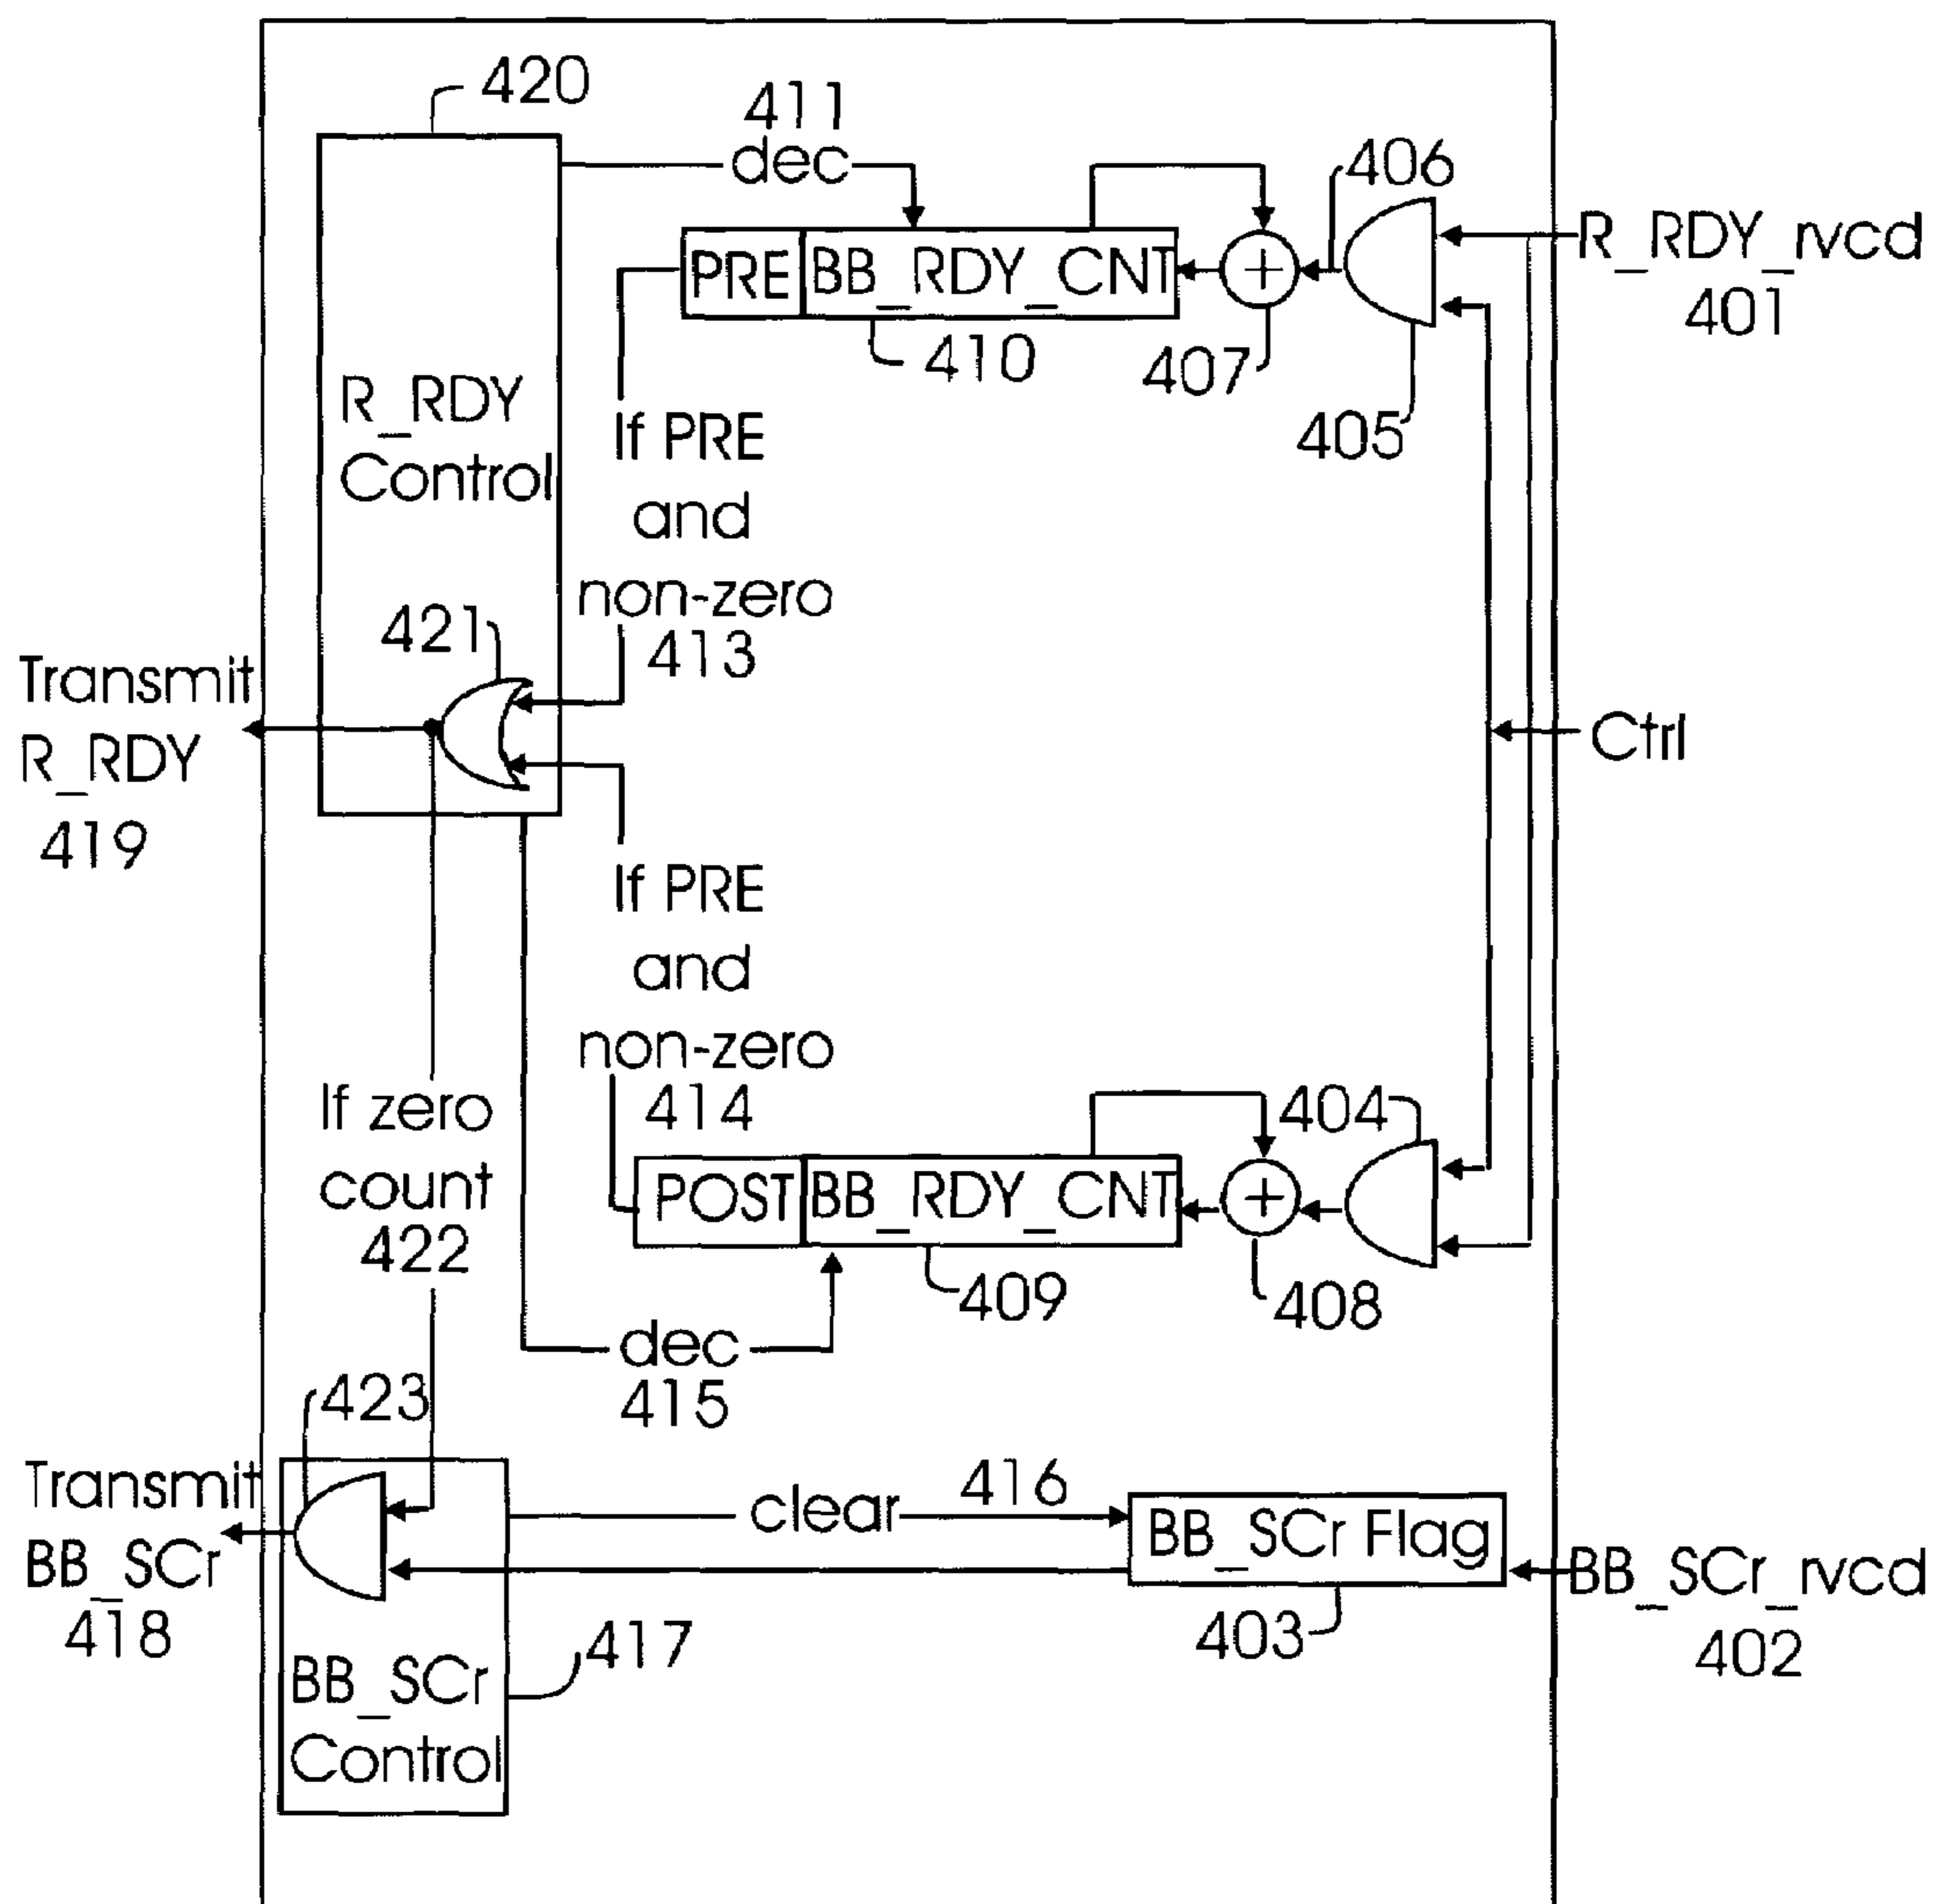 420
411
dec
406
R_RDY_rvcd
401
PRE
BB_RDY_CNT
410
407
405
R_RDY
Control
If PRE
and
non-zero
413
421
Transmit
R_RDY
419
Ctrl
If PRE
and
non-zero
414
If zero
count
422
404
POST
BB_RDY_CNT
409
408
dec
415
423
Transmit
BB_SCr
418
clear
416
BB_SCr Flag
403
BB_SCr_rvcd
402
417
BB_SCr
Control